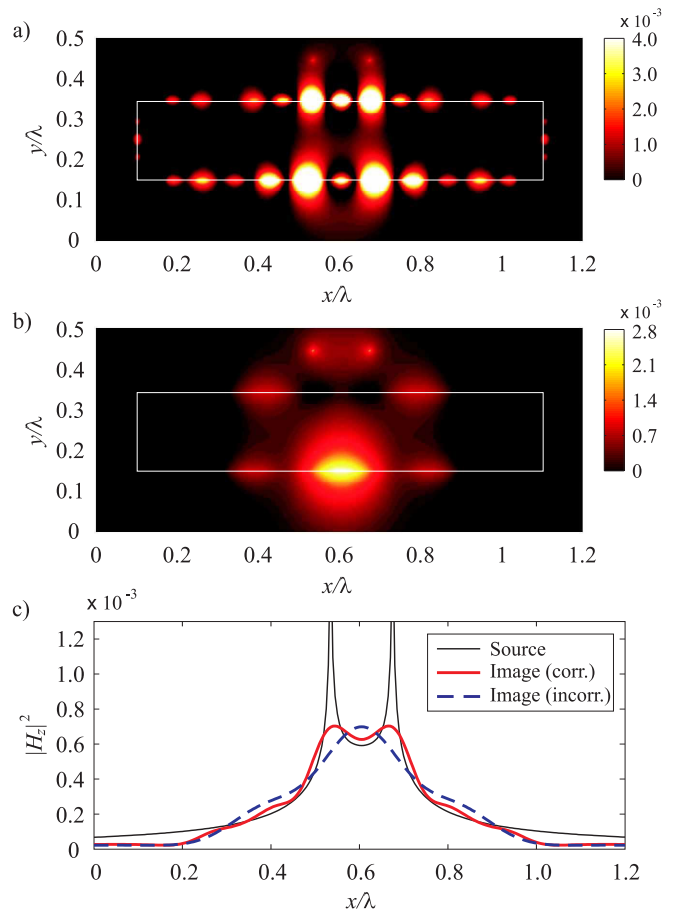 a)
x 10⁻³
0.5
0.4
0.3
0.2
0.1
0
y/λ
0 0.2 0.4 0.6 0.8 1.0 1.2
x/λ
4.0
3.0
2.0
1.0
0
b)
x 10⁻³
0.5
0.4
0.3
0.2
0.1
0
y/λ
0 0.2 0.4 0.6 0.8 1.0 1.2
x/λ
2.8
2.1
1.4
0.7
0
c)
x 10⁻³
1.2
1.0
0.8
0.6
0.4
0.2
0
|H_z|²
Source
Image (corr.)
Image (incorr.)
0 0.2 0.4 0.6 0.8 1.0 1.2
x/λ